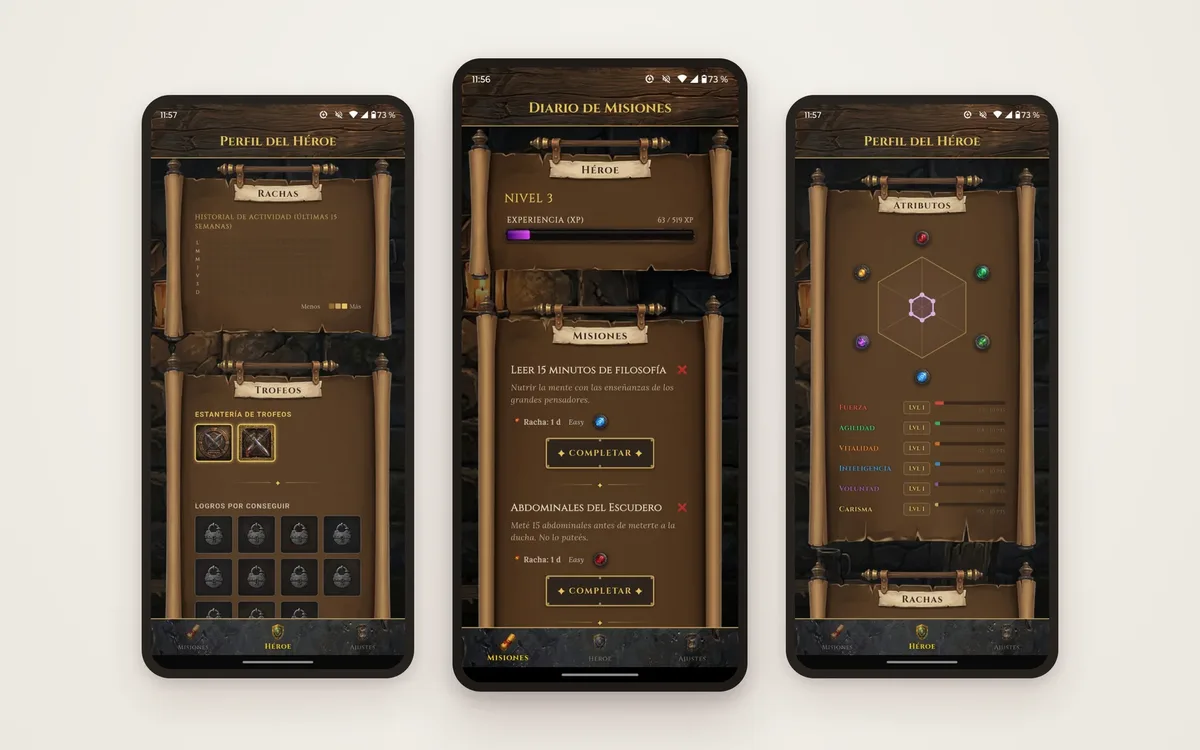 11:57
73 %
PERFIL DEL HÉROE
RACHAS
HISTORIAL DE ACTIVIDAD (ÚLTIMAS 15
SEMANAS)
L
M
M
J
V
S
D
Menos
Más
TROFEOS
ESTANTERÍA DE TROFEOS
LOGROS POR CONSEGUIR
MISIONES
HÉROE
AJUSTES
11:56
73 %
DIARIO DE MISIONES
HÉROE
NIVEL 3
EXPERIENCIA (XP)
63 / 519 XP
MISIONES
LEER 15 MINUTOS DE FILOSOFÍA
Nutrir la mente con las enseñanzas de los
grandes pensadores.
Racha: 1 d Easy
COMPLETAR
ABDOMINALES DEL ESCUDERO
Meté 15 abdominales antes de meterte a la
ducha. No lo pateés.
Racha: 1 d Easy
COMPLETAR
MISIONES
HÉROE
AJUSTES
11:57
73 %
PERFIL DEL HÉROE
ATRIBUTOS
FUERZA LVL 1
AGILIDAD LVL 1
VITALIDAD LVL 1
INTELIGENCIA LVL 1
VOLUNTAD LVL 1
CARISMA LVL 1
RACHAS
MISIONES
HÉROE
AJUSTES